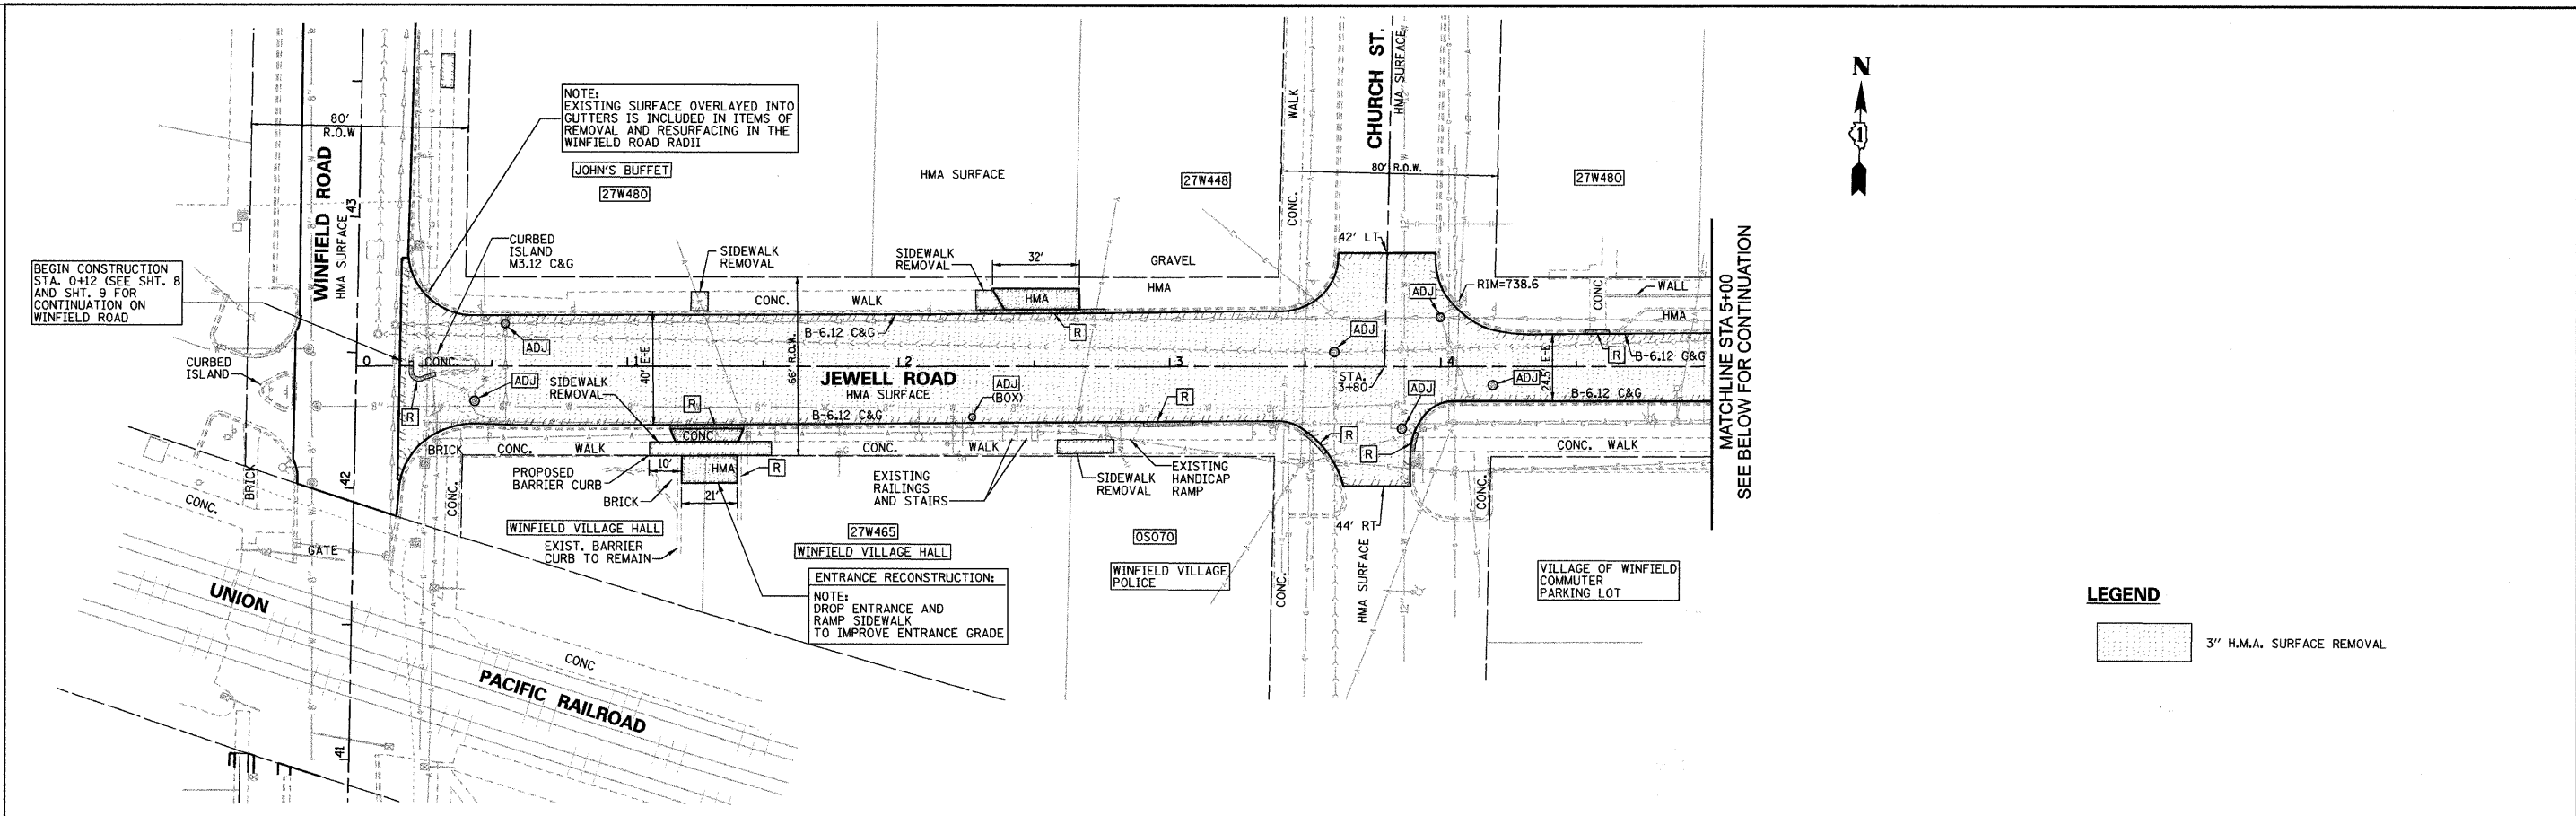 NOTE:
EXISTING SURFACE OVERLAYED INTO
GUTTERS IS INCLUDED IN ITEMS OF
REMOVAL AND RESURFACING IN THE
WINFIELD ROAD RADII
JOHN'S BUFFET
27W480
80'
R.O.W
WINFIELD ROAD
HMA SURFACE
43
BEGIN CONSTRUCTION
STA. 0+12 (SEE SHT. 8
AND SHT. 9 FOR
CONTINUATION ON
WINFIELD ROAD
CURBED
ISLAND
CURBED
ISLAND
M3.12 C&G
SIDEWALK
REMOVAL
SIDEWALK
REMOVAL
32'
HMA SURFACE
27W448
GRAVEL
HMA
HMA
CONC.
WALK
B-6.12 C&G
R
WALK
CONC.
CHURCH ST.
HMA SURFACE
80' R.O.W.
27W480
42' LT
RIM=738.6
CONC
WALL
HMA
N
1
MATCHLINE STA 5+00
SEE BELOW FOR CONTINUATION
ADJ
ADJ
ADJ
ADJ
ADJ
ADJ
ADJ
(BOX)
0
1
2
3
4
CONC
40' E-E
66' R.O.W.
JEWELL ROAD
HMA SURFACE
STA.
3+80
24.5' E-E
R
B-6.12 C&G
B-6.12 C&G
B-6.12 C&G
R
SIDEWALK
REMOVAL
R
R
R
R
CONC.
BRICK
CONC.
WALK
CONC.
WALK
CONC. WALK
PROPOSED
BARRIER CURB
10'
HMA
R
21'
BRICK
EXISTING
RAILINGS
AND STAIRS
SIDEWALK
REMOVAL
EXISTING
HANDICAP
RAMP
44' RT
HMA SURFACE
CONC.
CONC.
CONC.
BRICK
CONC.
42
GATE
WINFIELD VILLAGE HALL
EXIST. BARRIER
CURB TO REMAIN
27W465
WINFIELD VILLAGE HALL
ENTRANCE RECONSTRUCTION:
NOTE:
DROP ENTRANCE AND
RAMP SIDEWALK
TO IMPROVE ENTRANCE GRADE
0S070
WINFIELD VILLAGE
POLICE
VILLAGE OF WINFIELD
COMMUTER
PARKING LOT
UNION
PACIFIC RAILROAD
CONC
41
LEGEND
3" H.M.A. SURFACE REMOVAL